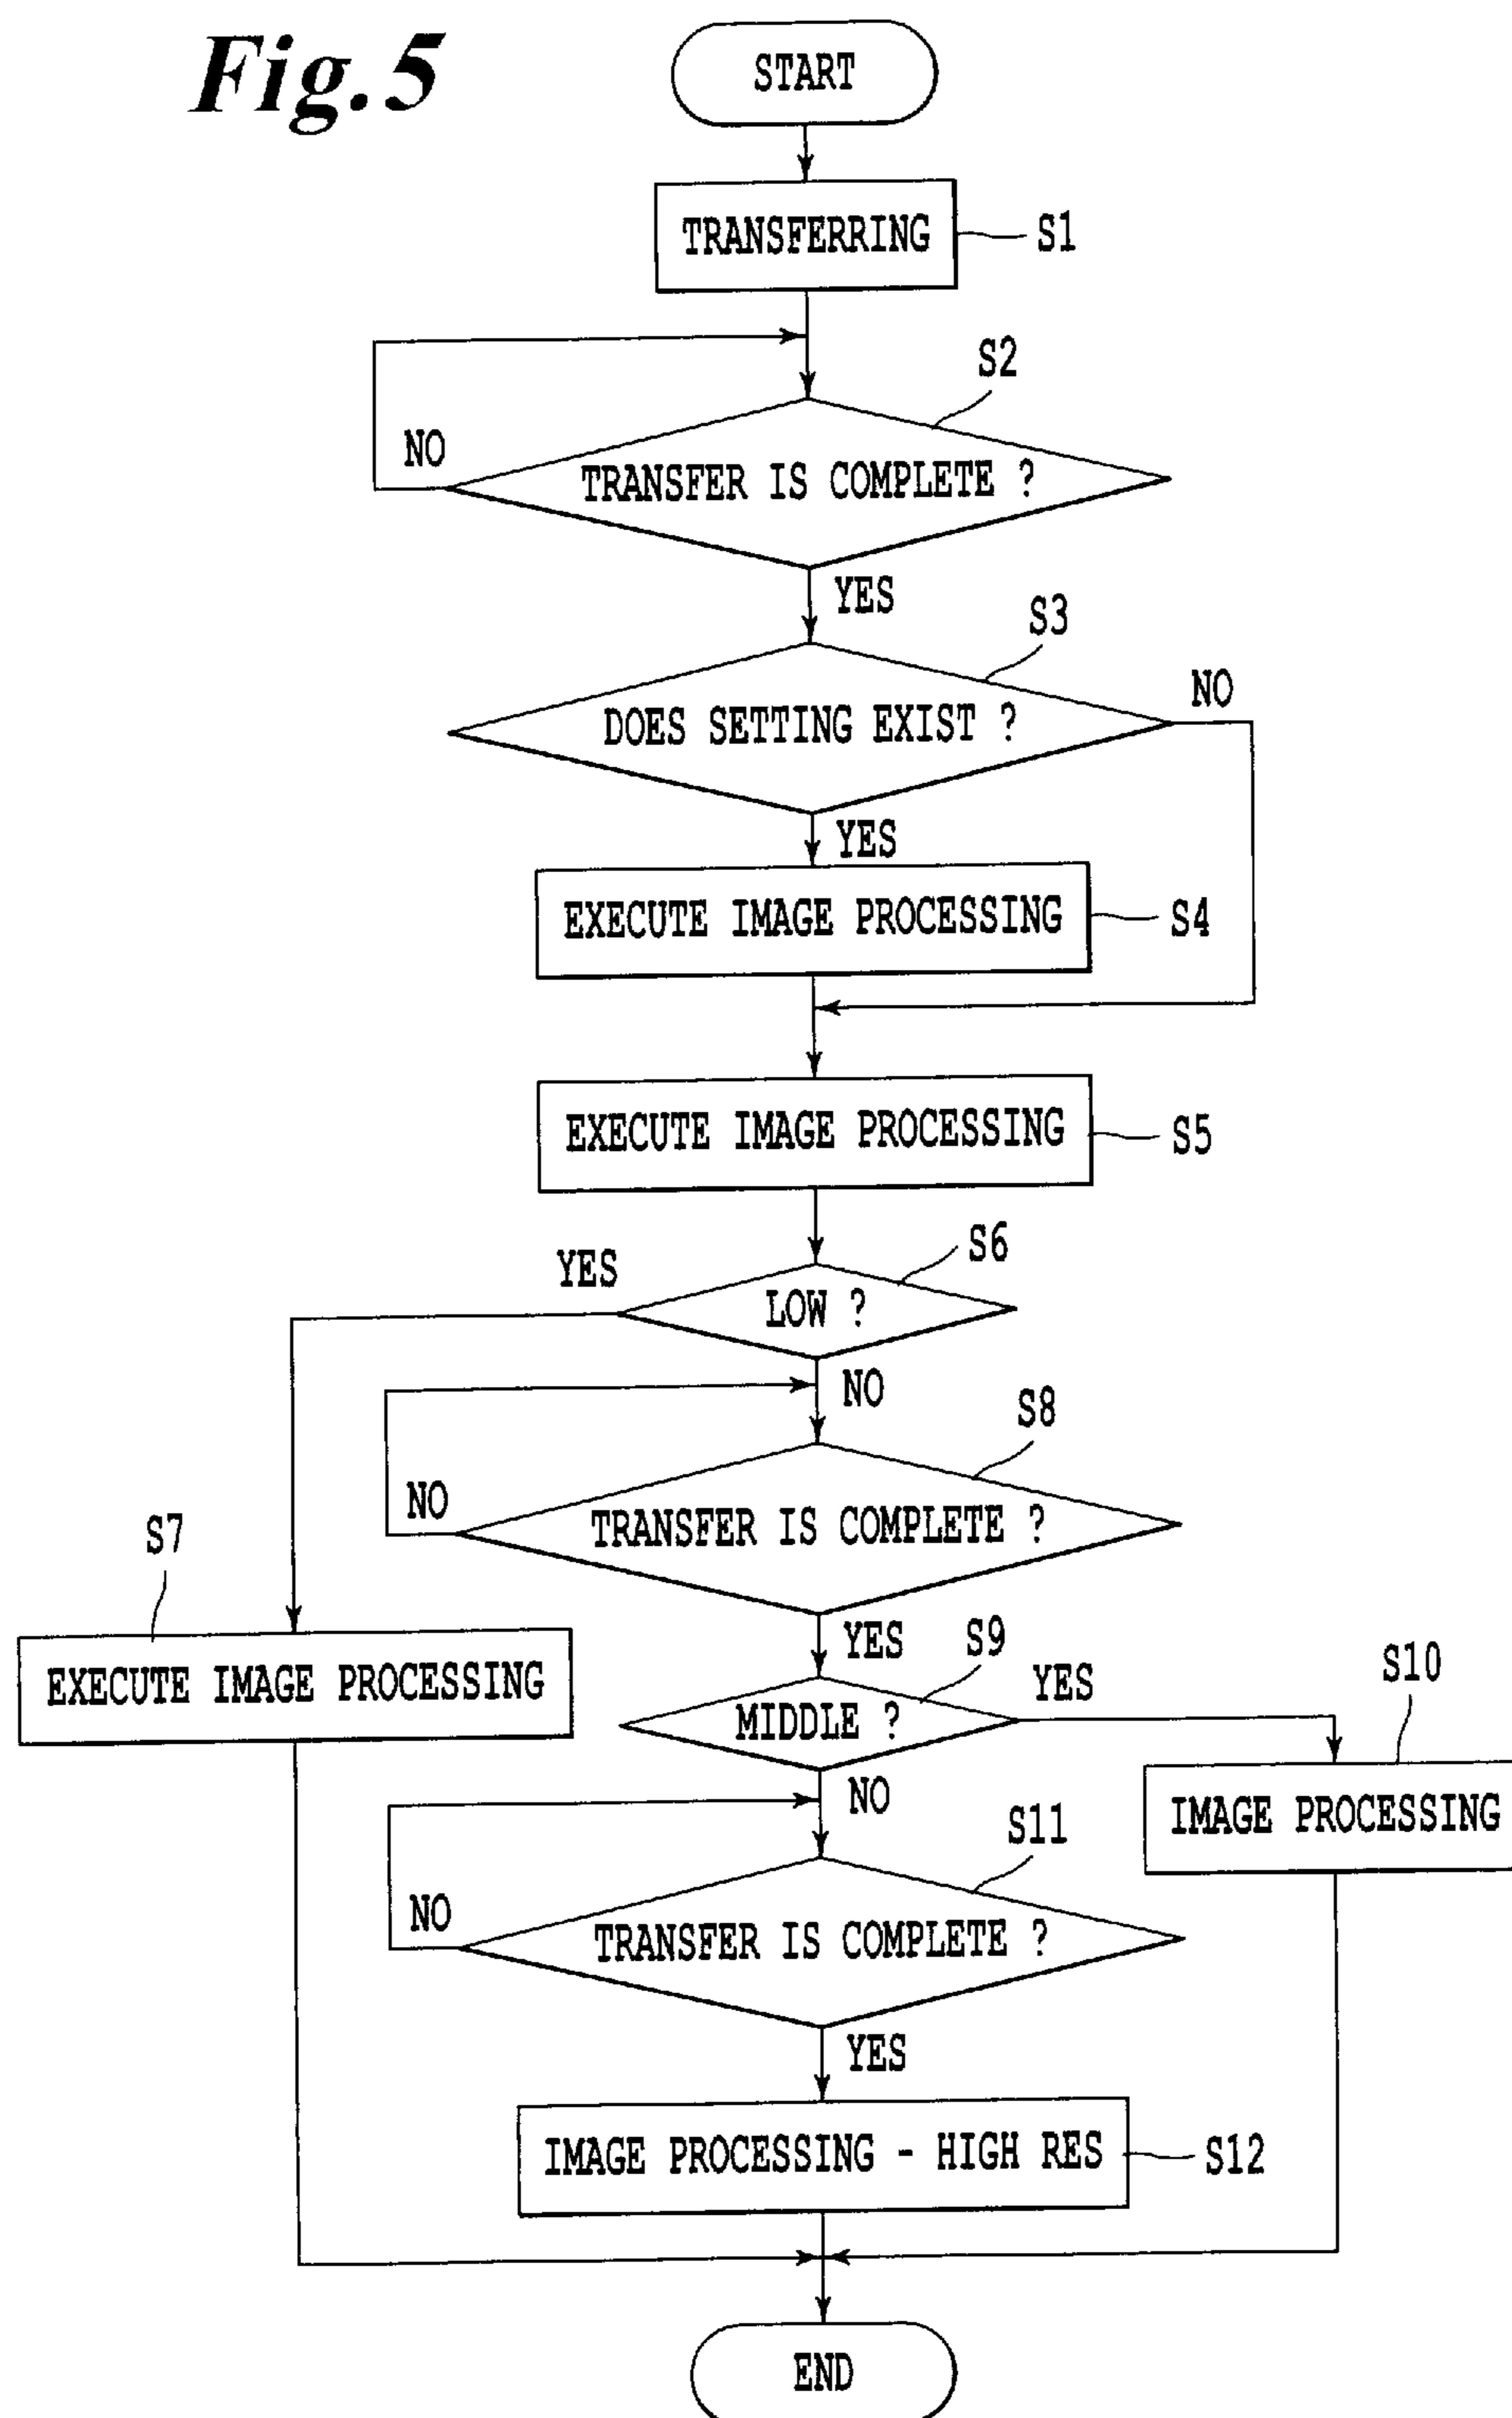 Fig.5
START
TRANSFERRING
S1
S2
NO
TRANSFER IS COMPLETE ?
YES
S3
NO
DOES SETTING EXIST ?
YES
EXECUTE IMAGE PROCESSING
S4
EXECUTE IMAGE PROCESSING
S5
S6
YES
LOW ?
NO
S8
NO
TRANSFER IS COMPLETE ?
S7
EXECUTE IMAGE PROCESSING
YES
S9
YES
MIDDLE ?
S10
IMAGE PROCESSING
NO
S11
NO
TRANSFER IS COMPLETE ?
YES
IMAGE PROCESSING - HIGH RES
S12
END